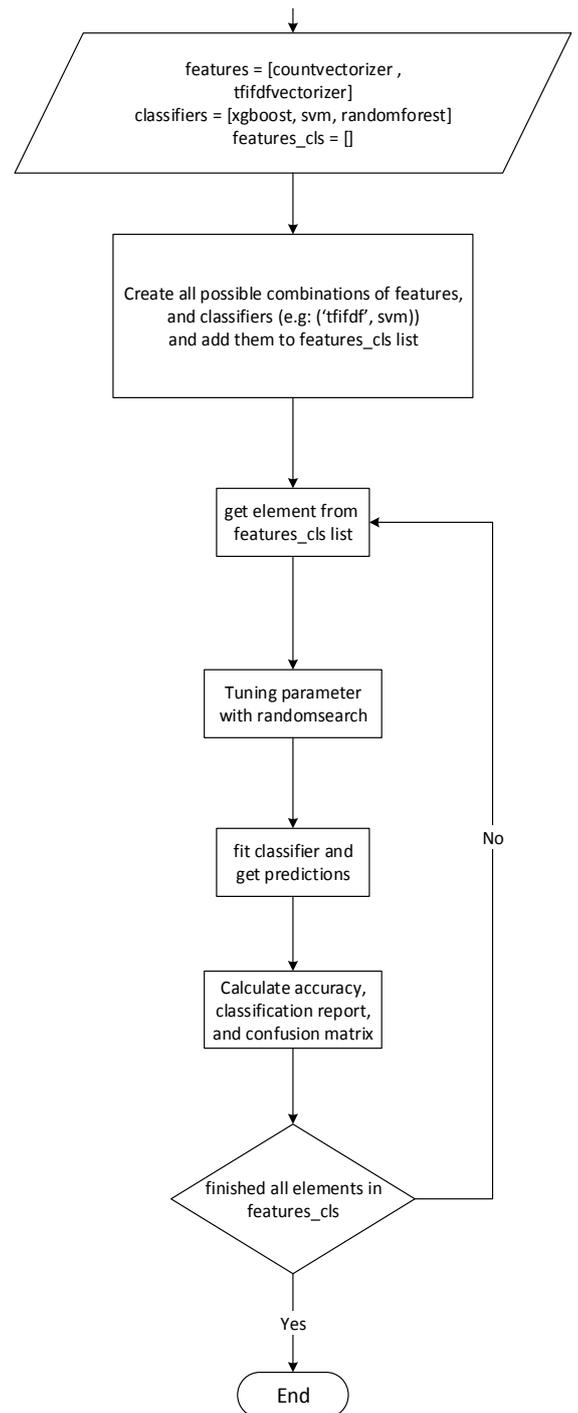 features = [countvectorizer ,
tfifdfvectorizer]
classifiers = [xgboost, svm, randomforest]
features_cls = []
Create all possible combinations of features,
and classifiers (e.g: (‘tfifdf’, svm))
and add them to features_cls list
get element from
features_cls list
Tuning parameter
with randomsearch
fit classifier and
get predictions
No
Calculate accuracy,
classification report,
and confusion matrix
finished all elements in
features_cls
Yes
End